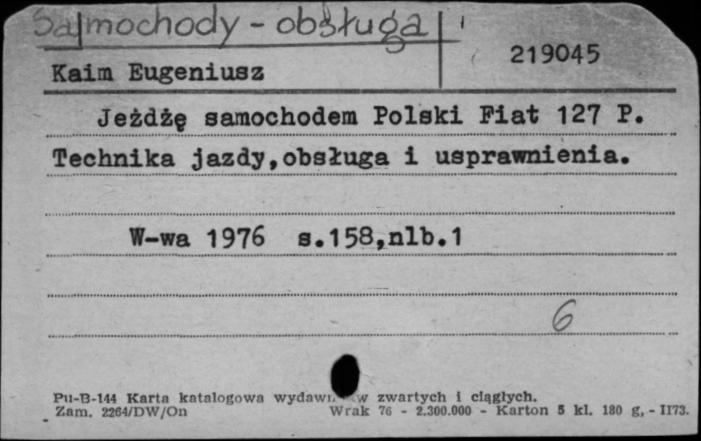 Samochody - obsługa
219045
Kaim Eugeniusz
Jeżdżę samochodem Polski Fiat 127 P.
Technika jazdy,obsługa i usprawnienia.
W-wa 1976 s.158,nlb.1
6
Pu-B-144 Karta katalogowa zwartych i ciągłych.
Zam. 2264/DW/On Wrak 76 - 2.300.000 - Karton 5 kl. 180 g, - II73.